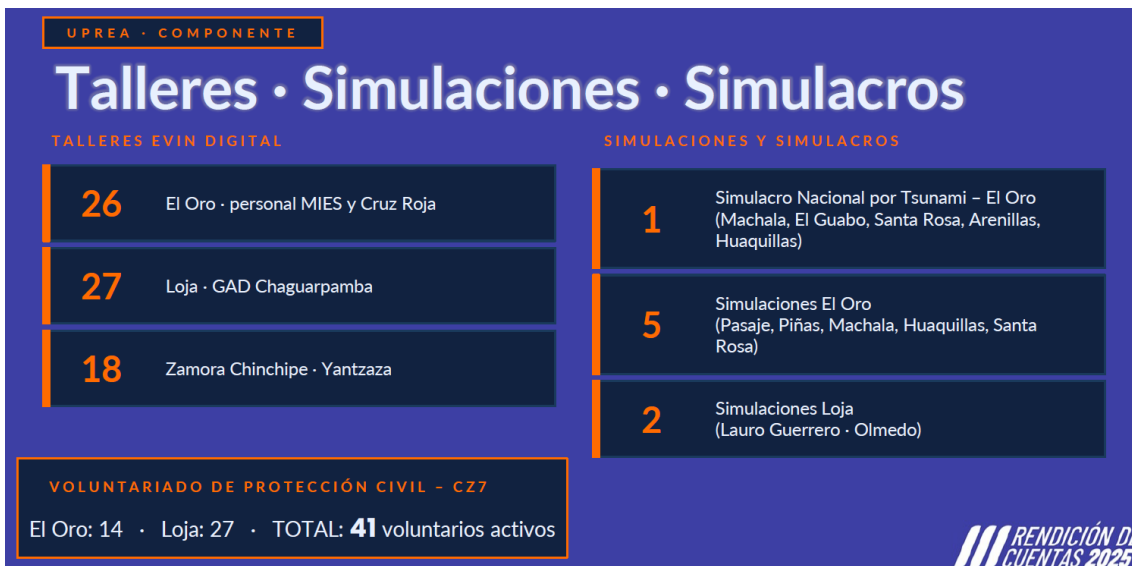 UPREA · COMPONENTE
Talleres · Simulaciones · Simulacros
TALLERES EVIN DIGITAL
26
El Oro · personal MIES y Cruz Roja
27
Loja · GAD Chaguarpamba
18
Zamora Chinchipe · Yantzaza
SIMULACIONES Y SIMULACROS
1
Simulacro Nacional por Tsunami – El Oro
(Machala, El Guabo, Santa Rosa, Arenillas,
Huaquillas)
5
Simulaciones El Oro
(Pasaje, Piñas, Machala, Huaquillas, Santa
Rosa)
2
Simulaciones Loja
(Lauro Guerrero · Olmedo)
VOLUNTARIADO DE PROTECCIÓN CIVIL – CZ7
El Oro: 14 · Loja: 27 · TOTAL: 41 voluntarios activos
RENDICIÓN DE
CUENTAS 2025